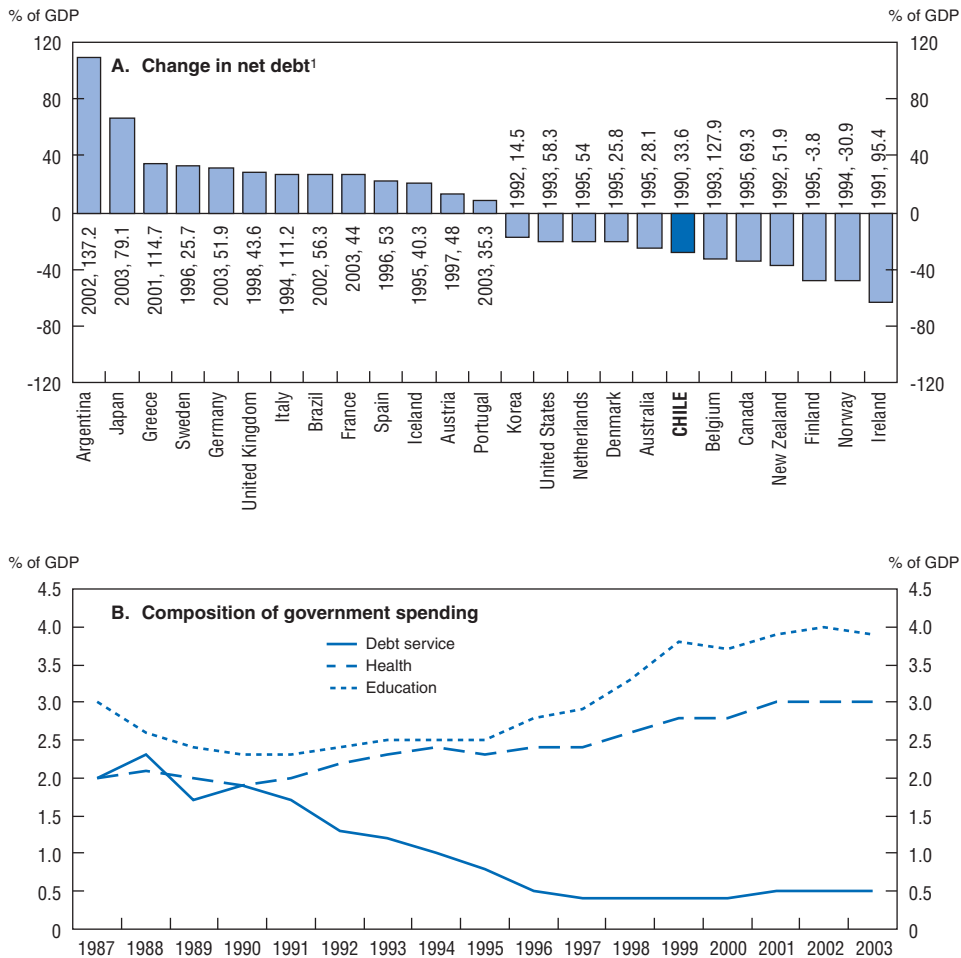 % of GDP
% of GDP
A. Change in net debt1
120
80
40
0
-40
-80
-120
120
80
40
0
-40
-80
-120
2002, 137.2
2003, 79.1
2001, 114.7
1996, 25.7
2003, 51.9
1998, 43.6
1994, 111.2
2002, 56.3
2003, 44
1996, 53
1995, 40.3
1997, 48
2003, 35.3
1992, 14.5
1993, 58.3
1995, 54
1995, 25.8
1995, 28.1
1990, 33.6
1993, 127.9
1995, 69.3
1992, 51.9
1995, -3.8
1994, -30.9
1991, 95.4
Argentina
Japan
Greece
Sweden
Germany
United Kingdom
Italy
Brazil
France
Spain
Iceland
Austria
Portugal
Korea
United States
Netherlands
Denmark
Australia
CHILE
Belgium
Canada
New Zealand
Finland
Norway
Ireland
% of GDP
% of GDP
B. Composition of government spending
Debt service
Health
Education
4.5
4.0
3.5
3.0
2.5
2.0
1.5
1.0
0.5
0
4.5
4.0
3.5
3.0
2.5
2.0
1.5
1.0
0.5
0
1987 1988 1989 1990 1991 1992 1993 1994 1995 1996 1997 1998 1999 2000 2001 2002 2003